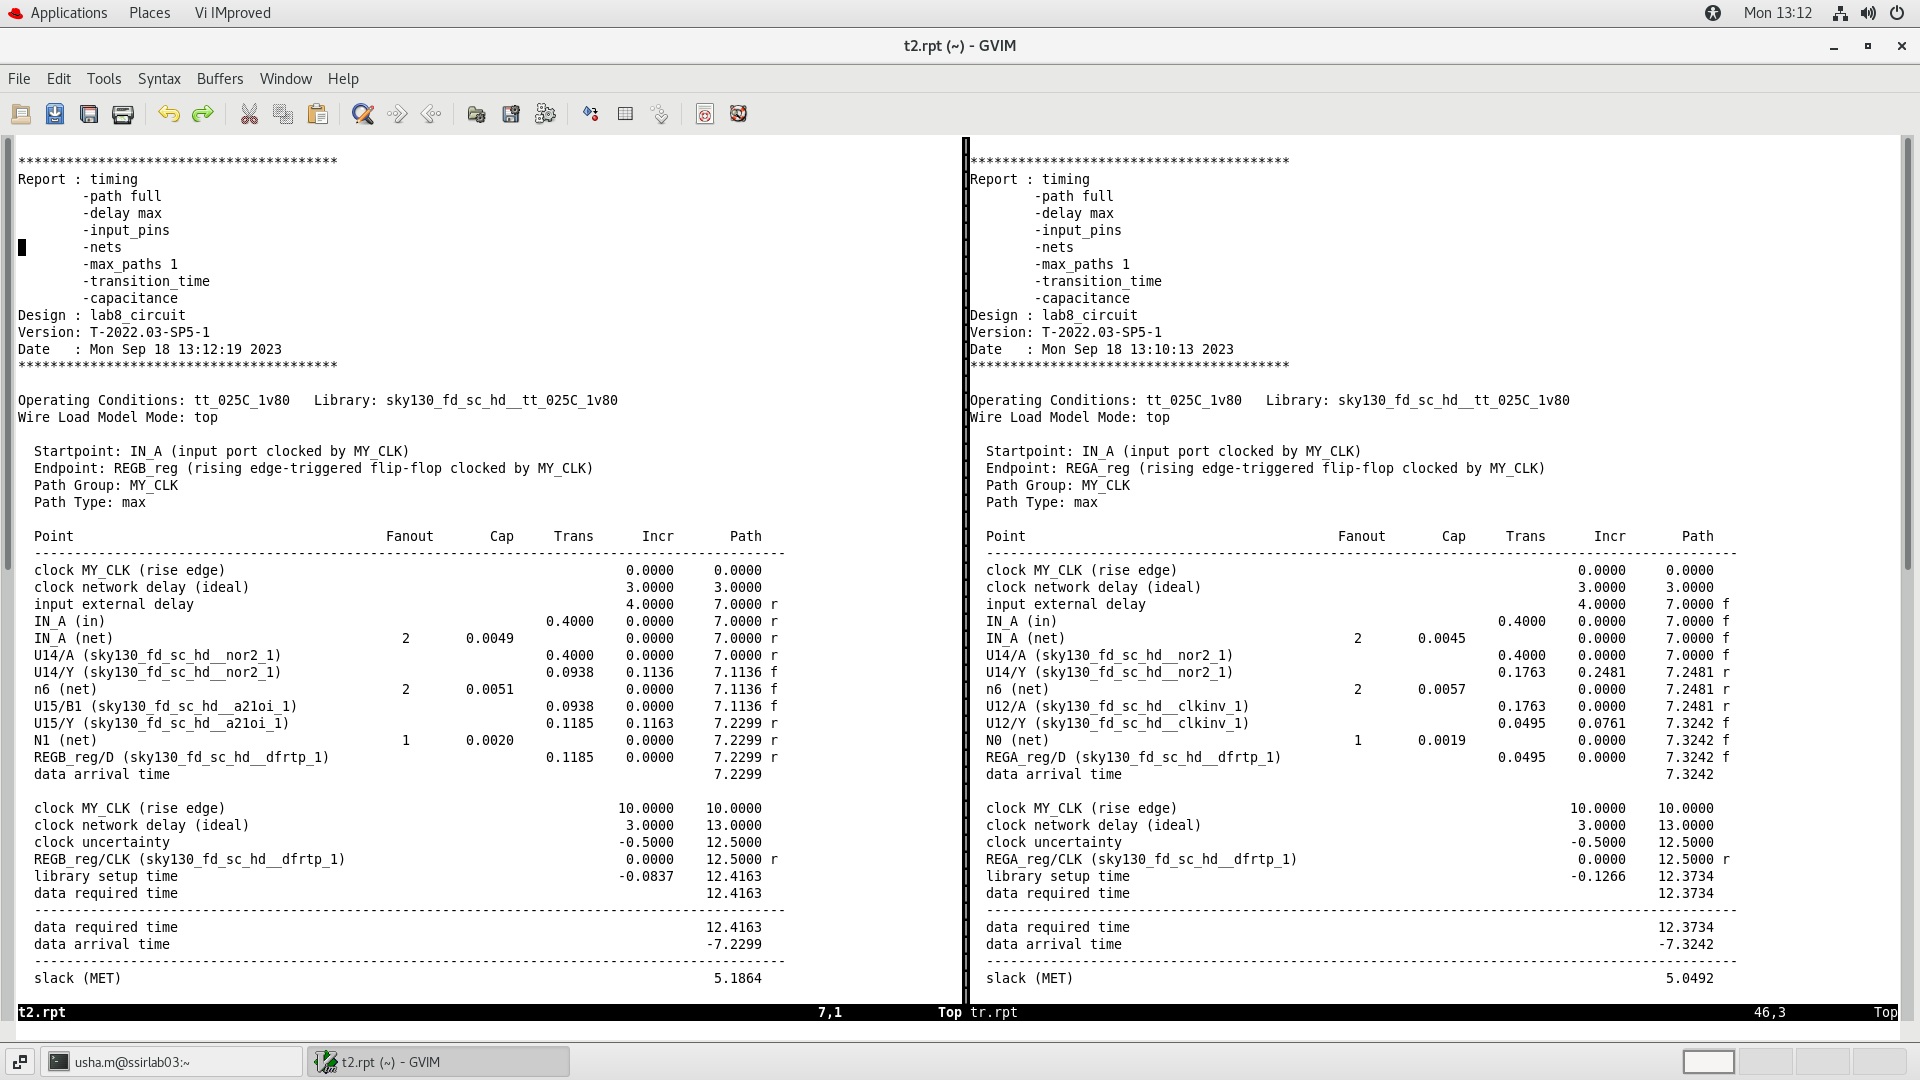 Applications Places Vi IMproved Mon 13:12
t2.rpt (~) - GVIM
File Edit Tools Syntax Buffers Window Help
****************************************
Report : timing
-path full
-delay max
-input_pins
-nets
-max_paths 1
-transition_time
-capacitance
Design : lab8_circuit
Version: T-2022.03-SP5-1
Date : Mon Sep 18 13:12:19 2023
****************************************
Operating Conditions: tt_025C_1v80 Library: sky130_fd_sc_hd__tt_025C_1v80
Wire Load Model Mode: top
Startpoint: IN_A (input port clocked by MY_CLK)
Endpoint: REGB_reg (rising edge-triggered flip-flop clocked by MY_CLK)
Path Group: MY_CLK
Path Type: max
Point Fanout Cap Trans Incr Path
----------------------------------------------------------------------------------------------
clock MY_CLK (rise edge) 0.0000 0.0000
clock network delay (ideal) 3.0000 3.0000
input external delay 4.0000 7.0000 r
IN_A (in) 0.4000 0.0000 7.0000 r
IN_A (net) 2 0.0049 0.0000 7.0000 r
U14/A (sky130_fd_sc_hd__nor2_1) 0.4000 0.0000 7.0000 r
U14/Y (sky130_fd_sc_hd__nor2_1) 0.0938 0.1136 7.1136 f
n6 (net) 2 0.0051 0.0000 7.1136 f
U15/B1 (sky130_fd_sc_hd__a21oi_1) 0.0938 0.0000 7.1136 f
U15/Y (sky130_fd_sc_hd__a21oi_1) 0.1185 0.1163 7.2299 r
N1 (net) 1 0.0020 0.0000 7.2299 r
REGB_reg/D (sky130_fd_sc_hd__dfrtp_1) 0.1185 0.0000 7.2299 r
data arrival time 7.2299
clock MY_CLK (rise edge) 10.0000 10.0000
clock network delay (ideal) 3.0000 13.0000
clock uncertainty -0.5000 12.5000
REGB_reg/CLK (sky130_fd_sc_hd__dfrtp_1) 0.0000 12.5000 r
library setup time -0.0837 12.4163
data required time 12.4163
----------------------------------------------------------------------------------------------
data required time 12.4163
data arrival time -7.2299
----------------------------------------------------------------------------------------------
slack (MET) 5.1864
t2.rpt 7,1 Top
****************************************
Report : timing
-path full
-delay max
-input_pins
-nets
-max_paths 1
-transition_time
-capacitance
Design : lab8_circuit
Version: T-2022.03-SP5-1
Date : Mon Sep 18 13:10:13 2023
****************************************
Operating Conditions: tt_025C_1v80 Library: sky130_fd_sc_hd__tt_025C_1v80
Wire Load Model Mode: top
Startpoint: IN_A (input port clocked by MY_CLK)
Endpoint: REGA_reg (rising edge-triggered flip-flop clocked by MY_CLK)
Path Group: MY_CLK
Path Type: max
Point Fanout Cap Trans Incr Path
----------------------------------------------------------------------------------------------
clock MY_CLK (rise edge) 0.0000 0.0000
clock network delay (ideal) 3.0000 3.0000
input external delay 4.0000 7.0000 f
IN_A (in) 0.4000 0.0000 7.0000 f
IN_A (net) 2 0.0045 0.0000 7.0000 f
U14/A (sky130_fd_sc_hd__nor2_1) 0.4000 0.0000 7.0000 f
U14/Y (sky130_fd_sc_hd__nor2_1) 0.1763 0.2481 7.2481 r
n6 (net) 2 0.0057 0.0000 7.2481 r
U12/A (sky130_fd_sc_hd__clkinv_1) 0.1763 0.0000 7.2481 r
U12/Y (sky130_fd_sc_hd__clkinv_1) 0.0495 0.0761 7.3242 f
N0 (net) 1 0.0019 0.0000 7.3242 f
REGA_reg/D (sky130_fd_sc_hd__dfrtp_1) 0.0495 0.0000 7.3242 f
data arrival time 7.3242
clock MY_CLK (rise edge) 10.0000 10.0000
clock network delay (ideal) 3.0000 13.0000
clock uncertainty -0.5000 12.5000
REGA_reg/CLK (sky130_fd_sc_hd__dfrtp_1) 0.0000 12.5000 r
library setup time -0.1266 12.3734
data required time 12.3734
----------------------------------------------------------------------------------------------
data required time 12.3734
data arrival time -7.3242
----------------------------------------------------------------------------------------------
slack (MET) 5.0492
tr.rpt 46,3 Top
usha.m@ssirlab03:~ t2.rpt (~) - GVIM